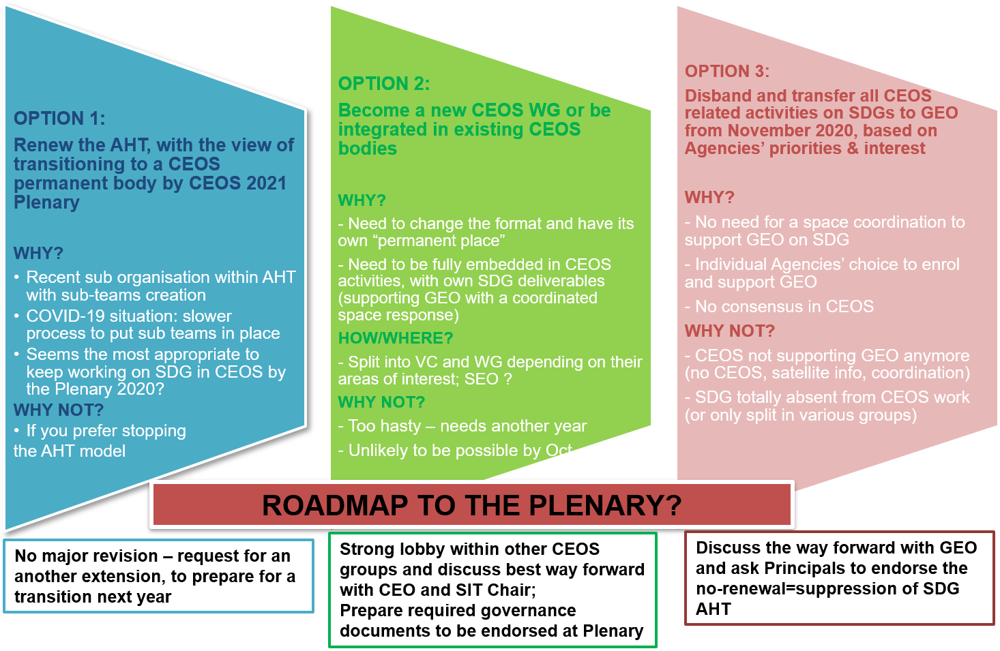 OPTION 1:
Renew the AHT, with the view of
transitioning to a CEOS
permanent body by CEOS 2021
Plenary
WHY?
• Recent sub organisation within AHT
with sub-teams creation
• COVID-19 situation: slower
process to put sub teams in place
• Seems the most appropriate to
keep working on SDG in CEOS by
the Plenary 2020?
WHY NOT?
• If you prefer stopping
the AHT model
OPTION 2:
Become a new CEOS WG or be
integrated in existing CEOS
bodies
WHY?
- Need to change the format and have its
own “permanent place”
- Need to be fully embedded in CEOS
activities, with own SDG deliverables
(supporting GEO with a coordinated
space response)
HOW/WHERE?
- Split into VC and WG depending on their
areas of interest; SEO ?
WHY NOT?
- Too hasty – needs another year
- Unlikely to be possible by Oct
OPTION 3:
Disband and transfer all CEOS
related activities on SDGs to GEO
from November 2020, based on
Agencies’ priorities & interest
WHY?
- No need for a space coordination to
support GEO on SDG
- Individual Agencies’ choice to enrol
and support GEO
- No consensus in CEOS
WHY NOT?
- CEOS not supporting GEO anymore
(no CEOS, satellite info, coordination)
- SDG totally absent from CEOS work
(or only split in various groups)
ROADMAP TO THE PLENARY?
No major revision – request for an
another extension, to prepare for a
transition next year
Strong lobby within other CEOS
groups and discuss best way forward
with CEO and SIT Chair;
Prepare required governance
documents to be endorsed at Plenary
Discuss the way forward with GEO
and ask Principals to endorse the
no-renewal=suppression of SDG
AHT